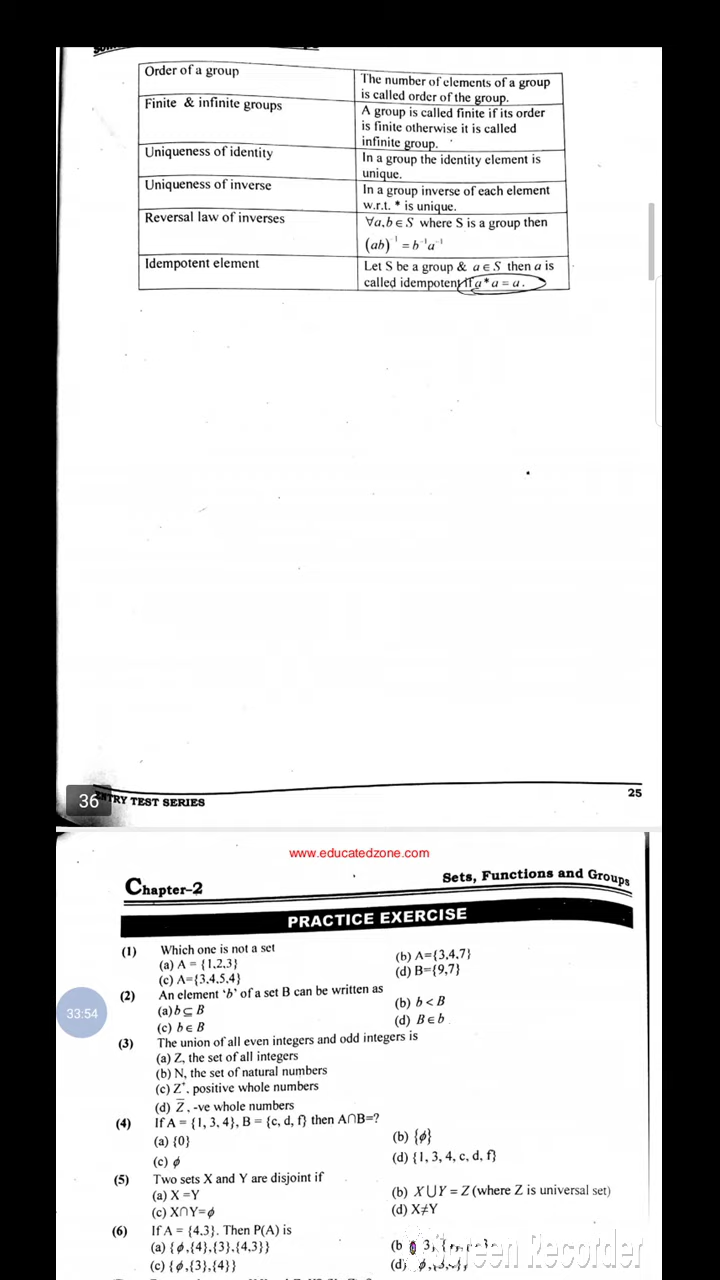 Order of a group
The number of elements of a group
is called order of the group.
Finite & infinite groups
A group is called finite if its order
is finite otherwise it is called
infinite group.
Uniqueness of identity
In a group the identity element is
unique.
Uniqueness of inverse
In a group inverse of each element
w.r.t. * is unique.
Reversal law of inverses
∀a,b∈S where S is a group then
(ab)⁻¹ = b⁻¹a⁻¹
Idempotent element
Let S be a group & a∈S then a is
called idempotent if a*a = a.
36
ENTRY TEST SERIES
25
www.educatedzone.com
Chapter–2
Sets, Functions and Groups
PRACTICE EXERCISE
(1) Which one is not a set
(a) A = {1,2,3} (b) A={3,4,7}
(c) A={3,4,5,4} (d) B={9,7}
(2) An element ‘b’ of a set B can be written as
(a) b⊆B (b) b < B
(c) b∈B (d) B∈b
33:54
(3) The union of all even integers and odd integers is
(a) Z, the set of all integers
(b) N, the set of natural numbers
(c) Z⁺. positive whole numbers
(d) Z̅, -ve whole numbers
(4) If A = {1, 3, 4}, B = {c, d, f} then A∩B=?
(a) {0} (b) {ϕ}
(c) ϕ (d) {1, 3, 4, c, d, f}
(5) Two sets X and Y are disjoint if
(a) X =Y (b) X∪Y = Z (where Z is universal set)
(c) X∩Y=ϕ (d) X≠Y
(6) If A = {4,3}. Then P(A) is
(a) {ϕ,{4},{3},{4,3}} (b
(c) {ϕ,{3},{4}} (d)
Screen Recorder